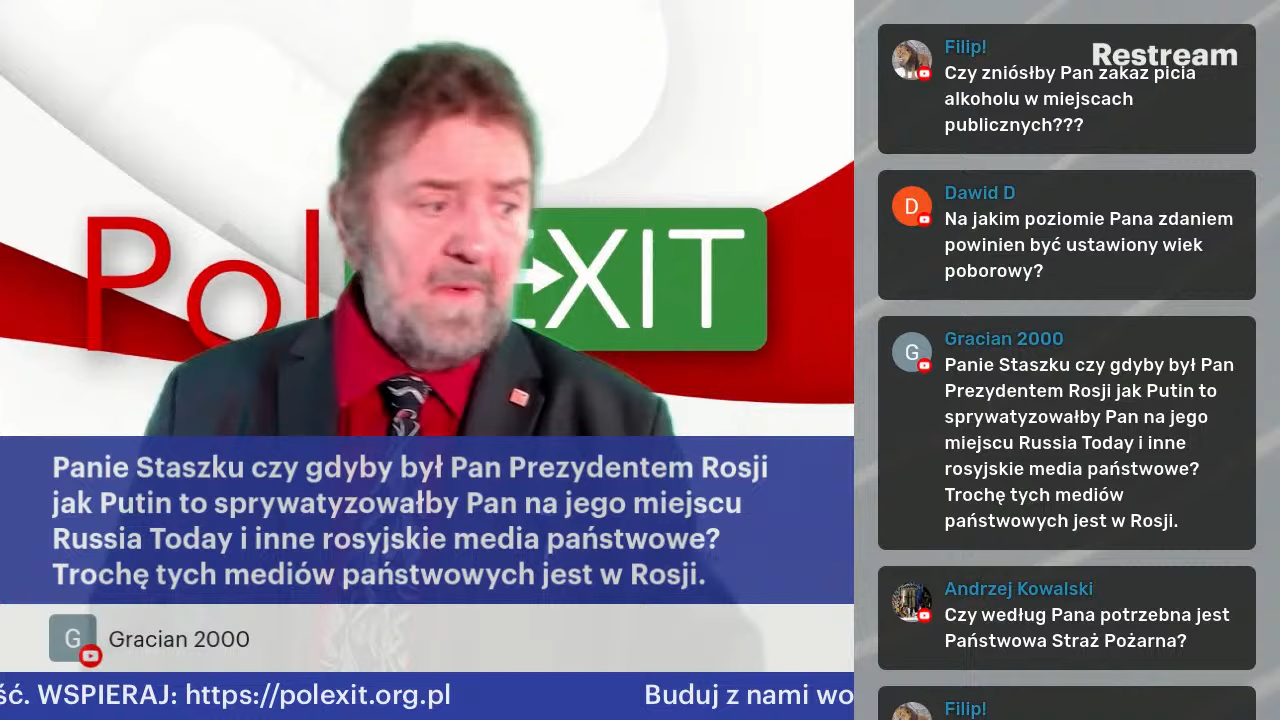 PolEXIT
Panie Staszku czy gdyby był Pan Prezydentem Rosji
jak Putin to sprywatyzowałby Pan na jego miejscu
Russia Today i inne rosyjskie media państwowe?
Trochę tych mediów państwowych jest w Rosji.
G
Gracian 2000
ść. WSPIERAJ: https://polexit.org.pl
Buduj z nami wo
Restream
Filip!
Czy zniósłby Pan zakaz picia
alkoholu w miejscach
publicznych???
D
Dawid D
Na jakim poziomie Pana zdaniem
powinien być ustawiony wiek
poborowy?
G
Gracian 2000
Panie Staszku czy gdyby był Pan
Prezydentem Rosji jak Putin to
sprywatyzowałby Pan na jego
miejscu Russia Today i inne
rosyjskie media państwowe?
Trochę tych mediów
państwowych jest w Rosji.
Andrzej Kowalski
Czy według Pana potrzebna jest
Państwowa Straż Pożarna?
Filip!